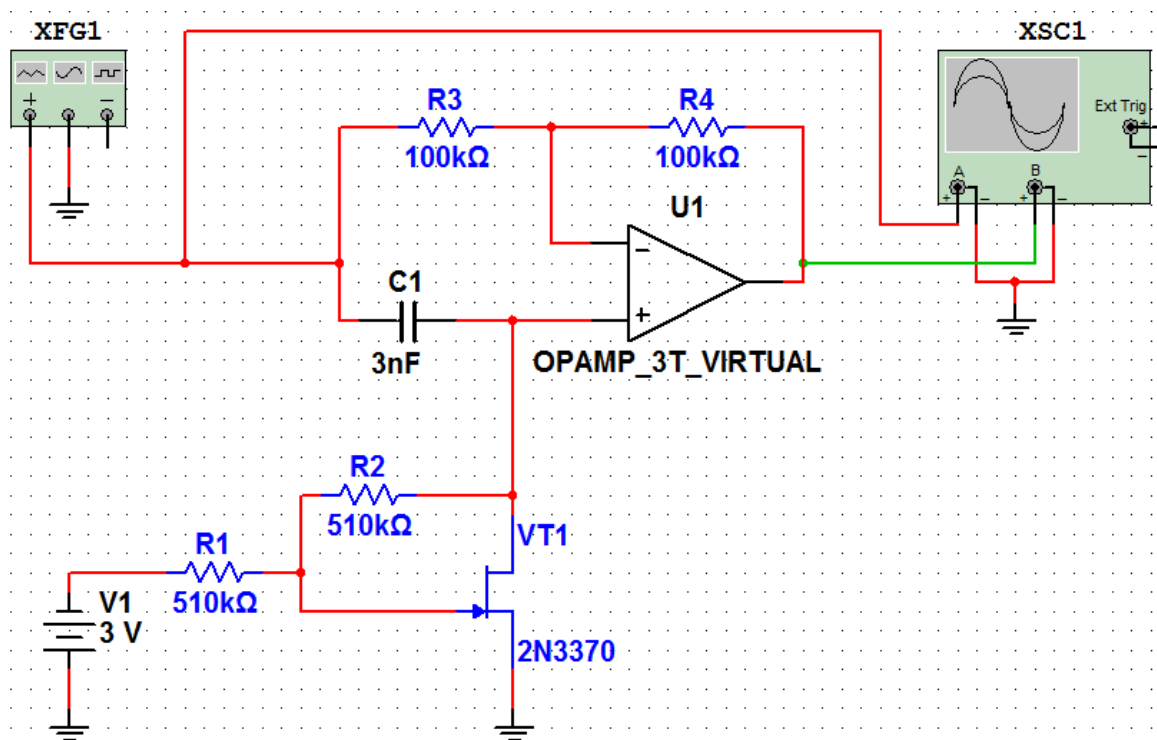 XFG1
XSC1
+
−
R3
100kΩ
R4
100kΩ
Ext Trig
+
−
A
B
+
−
+
−
U1
−
+
OPAMP_3T_VIRTUAL
C1
3nF
R2
510kΩ
R1
510kΩ
VT1
2N3370
V1
3 V